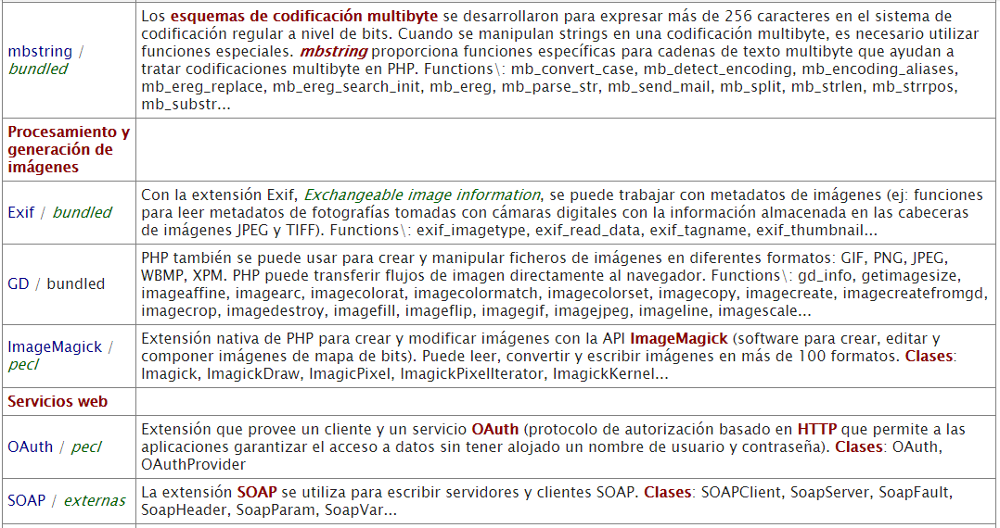 Los esquemas de codificación multibyte se desarrollaron para expresar más de 256 caracteres en el sistema de
codificación regular a nivel de bits. Cuando se manipulan strings en una codificación multibyte, es necesario utilizar
mbstring /
bundled
funciones especiales. mbstring proporciona funciones específicas para cadenas de texto multibyte que ayudan a
tratar codificaciones multibyte en PHP. Functions\: mb_convert_case, mb_detect_encoding, mb_encoding_aliases,
mb_ereg_replace, mb_ereg_search_init, mb_ereg, mb_parse_str, mb_send_mail, mb_split, mb_strlen, mb_strrpos,
mb_substr...
Procesamiento y
generación de
imágenes
Exif / bundled
Con la extensión Exif, Exchangeable image information, se puede trabajar con metadatos de imágenes (ej: funciones
para leer metadatos de fotografías tomadas con cámaras digitales con la información almacenada en las cabeceras
de imágenes JPEG y TIFF). Functions\: exif_imagetype, exif_read_data, exif_tagname, exif_thumbnail...
GD / bundled
PHP también se puede usar para crear y manipular ficheros de imágenes en diferentes formatos: GIF, PNG, JPEG,
WBMP, XPM. PHP puede transferir flujos de imagen directamente al navegador. Functions\: gd_info, getimagesize,
imageaffine, imagearc, imagecolorat, imagecolormatch, imagecolorset, imagecopy, imagecreate, imagecreatefromgd,
imagecrop, imagedestroy, imagefill, imageflip, imagegif, imagejpeg, imageline, imagescale...
ImageMagick /
pecl
Extensión nativa de PHP para crear y modificar imágenes con la API ImageMagick (software para crear, editar y
componer imágenes de mapa de bits). Puede leer, convertir y escribir imágenes en más de 100 formatos. Clases:
Imagick, ImagickDraw, ImagicPixel, ImagickPixelIterator, ImagickKernel...
Servicios web
OAuth / pecl
Extensión que provee un cliente y un servicio OAuth (protocolo de autorización basado en HTTP que permite a las
aplicaciones garantizar el acceso a datos sin tener alojado un nombre de usuario y contraseña). Clases: OAuth,
OAuthProvider
SOAP / externas
La extensión SOAP se utiliza para escribir servidores y clientes SOAP. Clases: SOAPClient, SoapServer, SoapFault,
SoapHeader, SoapParam, SoapVar...